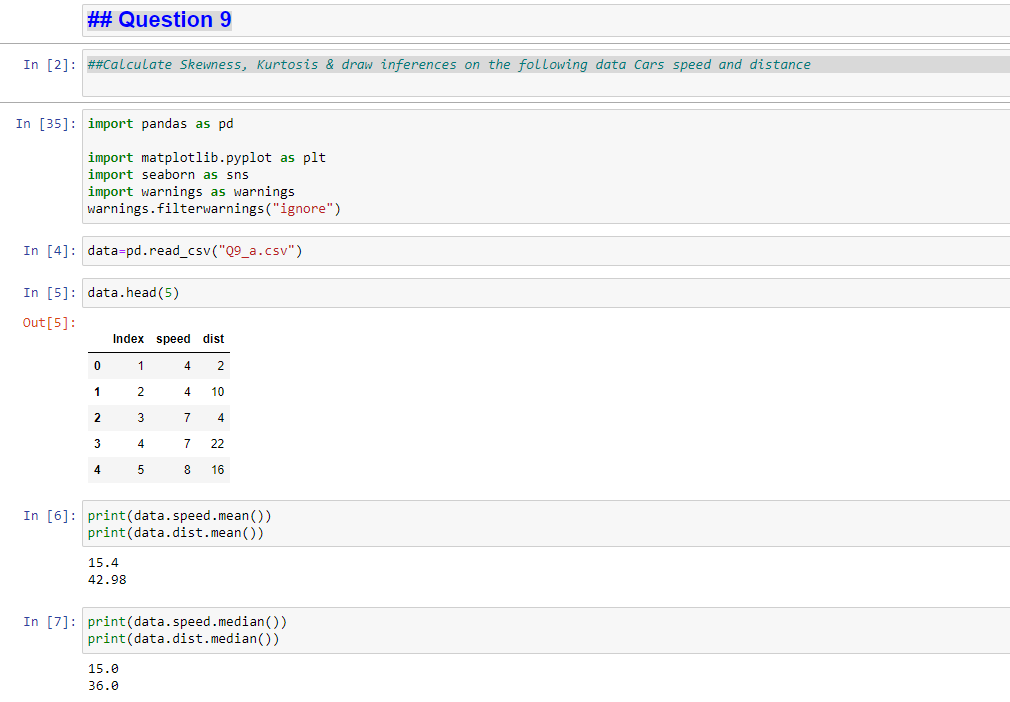 ## Question 9
In [2]: ##Calculate Skewness, Kurtosis & draw inferences on the following data Cars speed and distance
In [35]: import pandas as pd
import matplotlib.pyplot as plt
import seaborn as sns
import warnings as warnings
warnings.filterwarnings("ignore")
In [4]: data=pd.read_csv("Q9_a.csv")
In [5]: data.head(5)
Out[5]:
Index speed dist
0 1 4 2
1 2 4 10
2 3 7 4
3 4 7 22
4 5 8 16
In [6]: print(data.speed.mean())
print(data.dist.mean())
15.4
42.98
In [7]: print(data.speed.median())
print(data.dist.median())
15.0
36.0